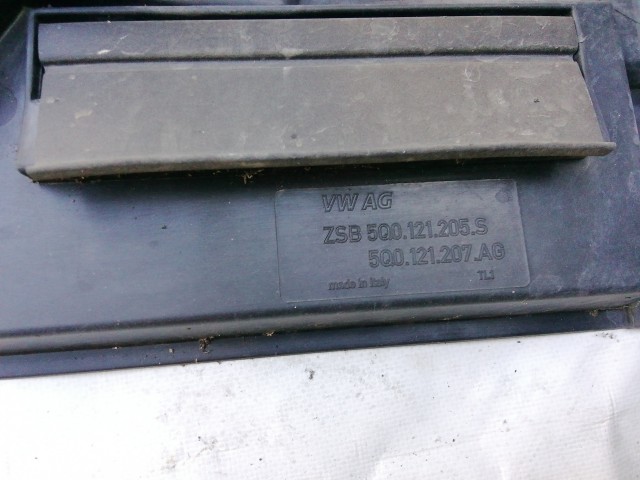 VW AG
ZSB 5Q0.121.205.S
5Q0.121.207.AG
made in Italy TL1